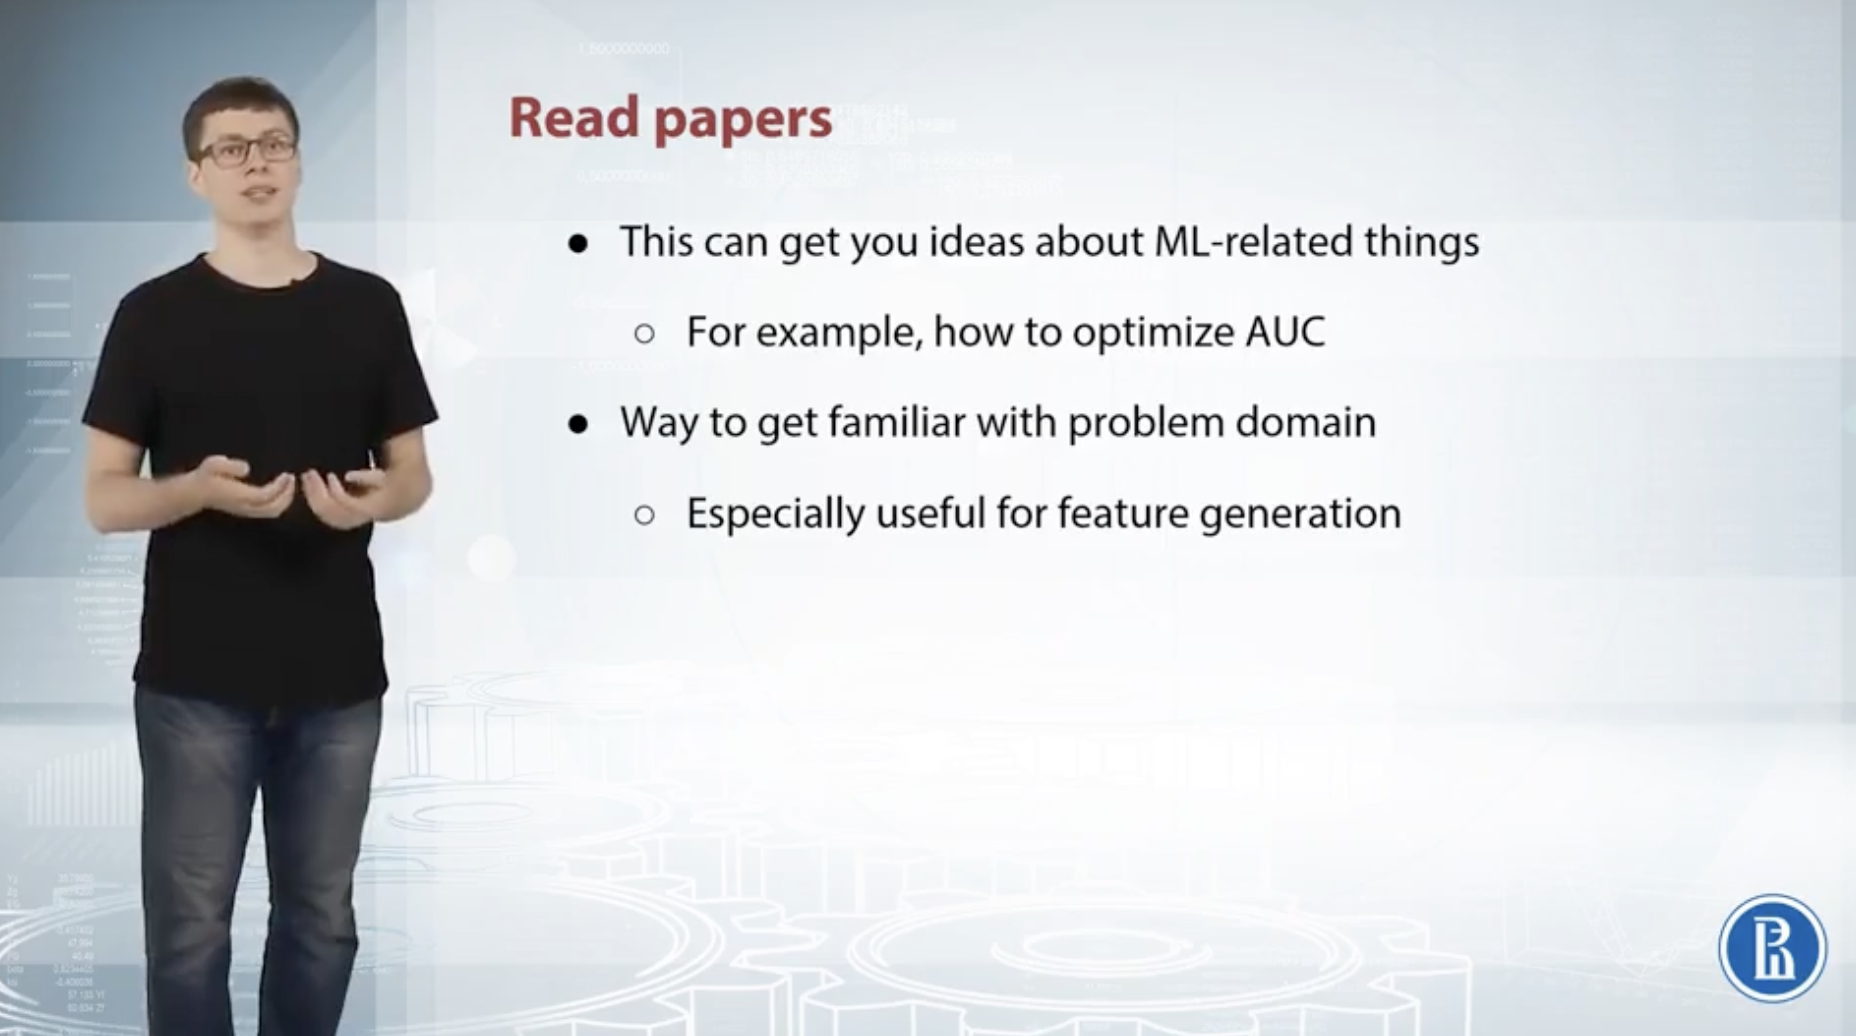 Read papers
● This can get you ideas about ML-related things
○ For example, how to optimize AUC
● Way to get familiar with problem domain
○ Especially useful for feature generation